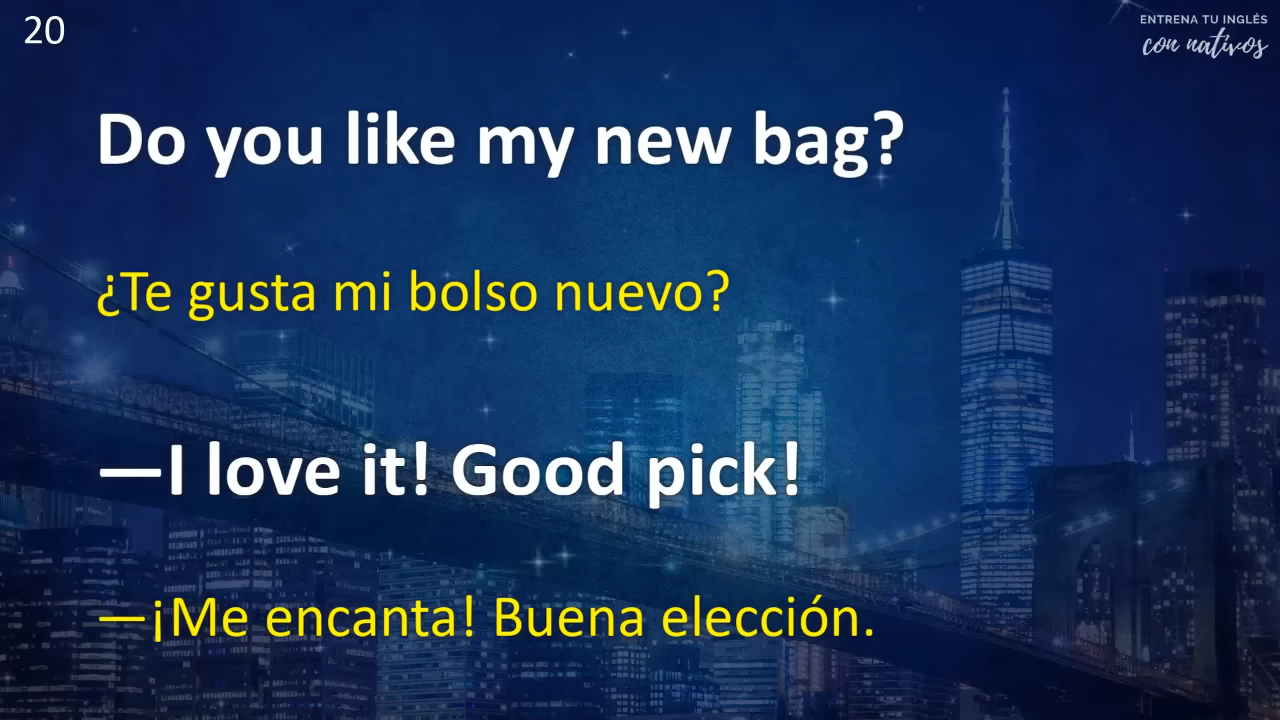 20
ENTRENA TU INGLÉS
con nativos
Do you like my new bag?
¿Te gusta mi bolso nuevo?
—I love it! Good pick!
—¡Me encanta! Buena elección.